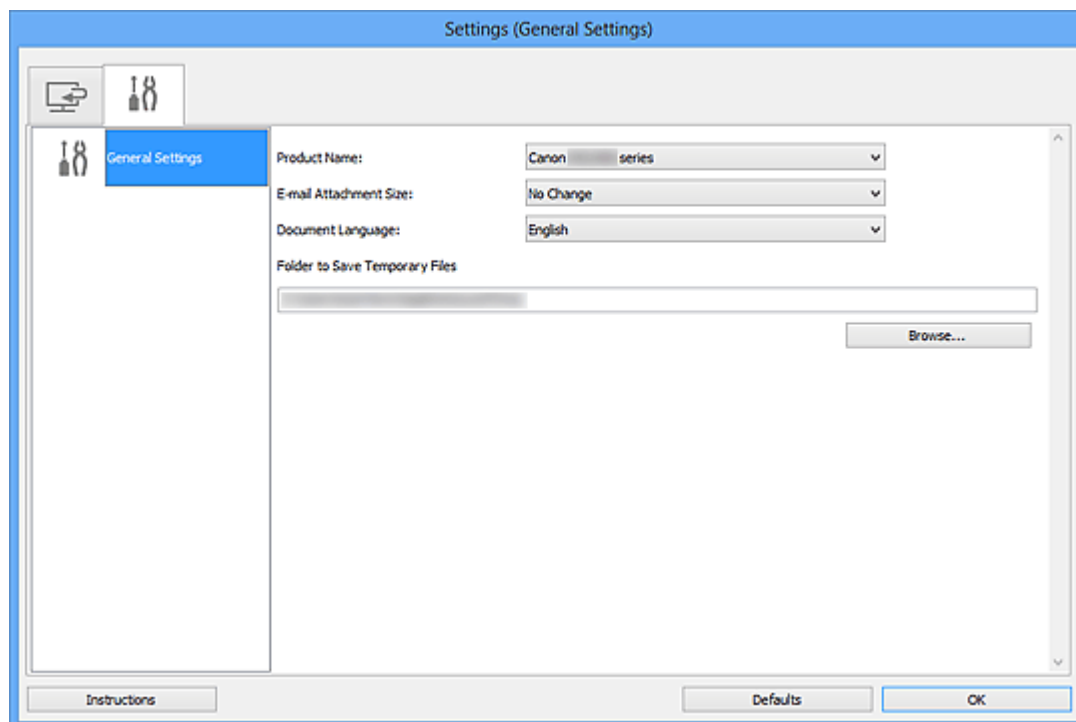 Settings (General Settings)
General Settings
Product Name:
Canon series
E-mail Attachment Size:
No Change
Document Language:
English
Folder to Save Temporary Files
Browse...
Instructions
Defaults
OK